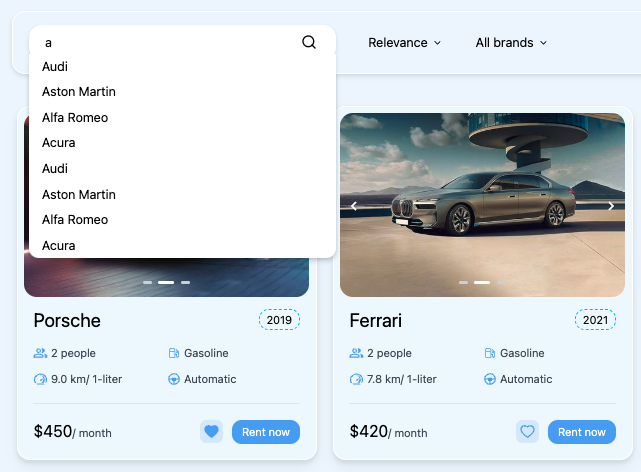 a
Relevance
All brands
Audi
Aston Martin
Alfa Romeo
Acura
Audi
Aston Martin
Alfa Romeo
Acura
Porsche
2019
2 people
Gasoline
9.0 km/ 1-liter
Automatic
$450/ month
Rent now
Ferrari
2021
2 people
Gasoline
7.8 km/ 1-liter
Automatic
$420/ month
Rent now